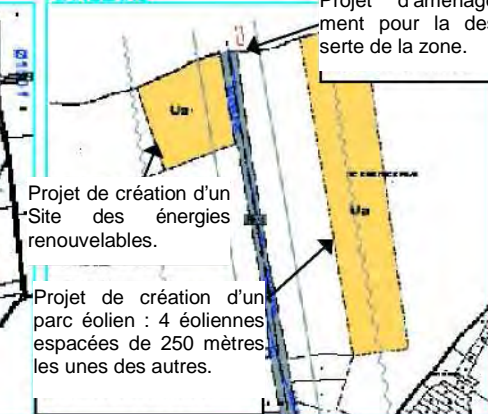 Projet d'aménage
ment pour la des
serte de la zone.
Ua
Ua
Projet de création d'un
Site des énergies
renouvelables.
Projet de création d'un
parc éolien : 4 éoliennes
espacées de 250 mètres
les unes des autres.